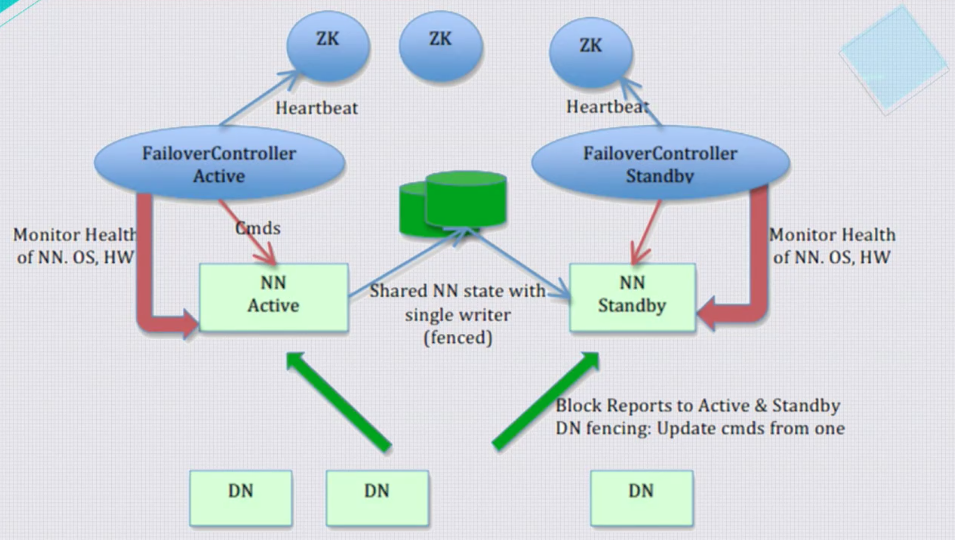 ZK
ZK
ZK
Heartbeat
Heartbeat
FailoverController
Active
FailoverController
Standby
Cmds
Monitor Health
of NN. OS, HW
Monitor Health
of NN. OS, HW
NN
Active
NN
Standby
Shared NN state with
single writer
(fenced)
Block Reports to Active & Standby
DN fencing: Update cmds from one
DN
DN
DN